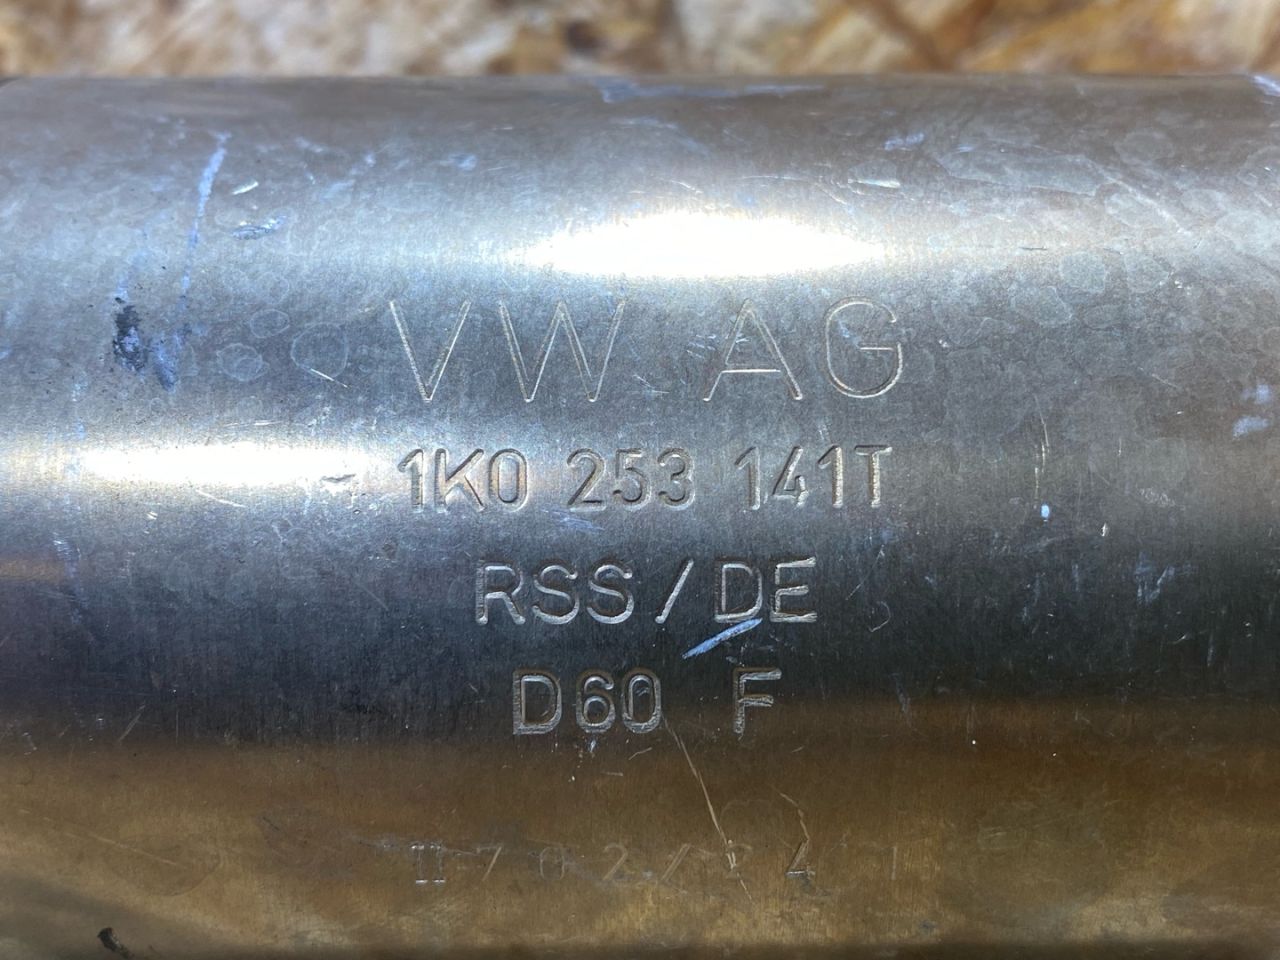 VW AG
1K0 253 141T
RSS/DE
D60 F